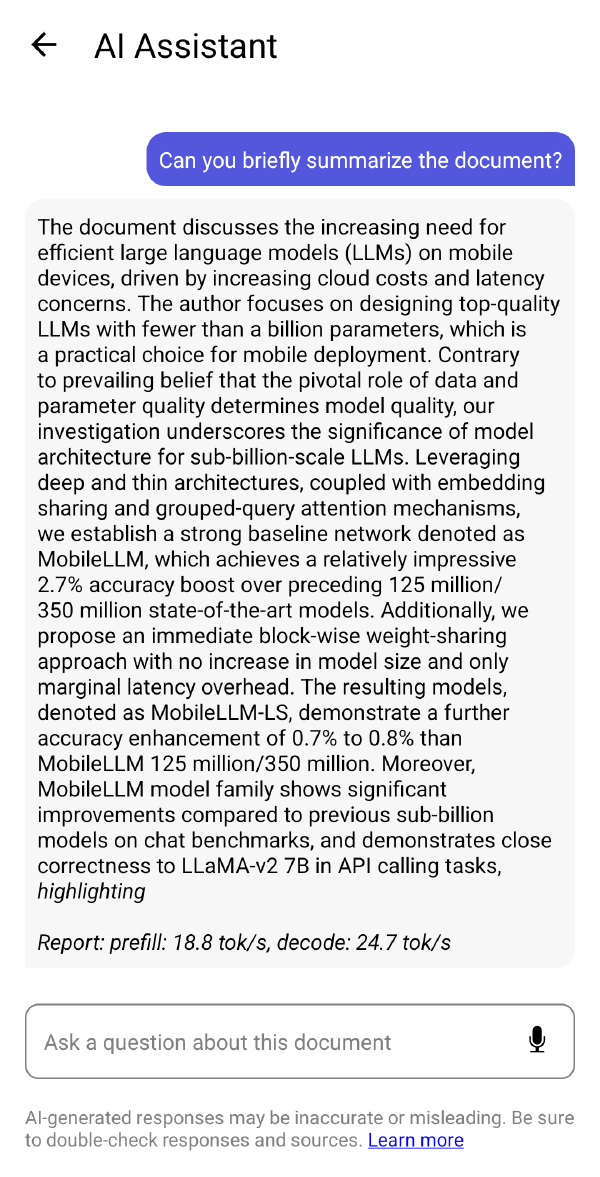 AI Assistant
Can you briefly summarize the document?
The document discusses the increasing need for
efficient large language models (LLMs) on mobile
devices, driven by increasing cloud costs and latency
concerns. The author focuses on designing top-quality
LLMs with fewer than a billion parameters, which is
a practical choice for mobile deployment. Contrary
to prevailing belief that the pivotal role of data and
parameter quality determines model quality, our
investigation underscores the significance of model
architecture for sub-billion-scale LLMs. Leveraging
deep and thin architectures, coupled with embedding
sharing and grouped-query attention mechanisms,
we establish a strong baseline network denoted as
MobileLLM, which achieves a relatively impressive
2.7% accuracy boost over preceding 125 million/
350 million state-of-the-art models. Additionally, we
propose an immediate block-wise weight-sharing
approach with no increase in model size and only
marginal latency overhead. The resulting models,
denoted as MobileLLM-LS, demonstrate a further
accuracy enhancement of 0.7% to 0.8% than
MobileLLM 125 million/350 million. Moreover,
MobileLLM model family shows significant
improvements compared to previous sub-billion
models on chat benchmarks, and demonstrates close
correctness to LLaMA-v2 7B in API calling tasks,
highlighting
Report: prefill: 18.8 tok/s, decode: 24.7 tok/s
Ask a question about this document
AI-generated responses may be inaccurate or misleading. Be sure
to double-check responses and sources. Learn more